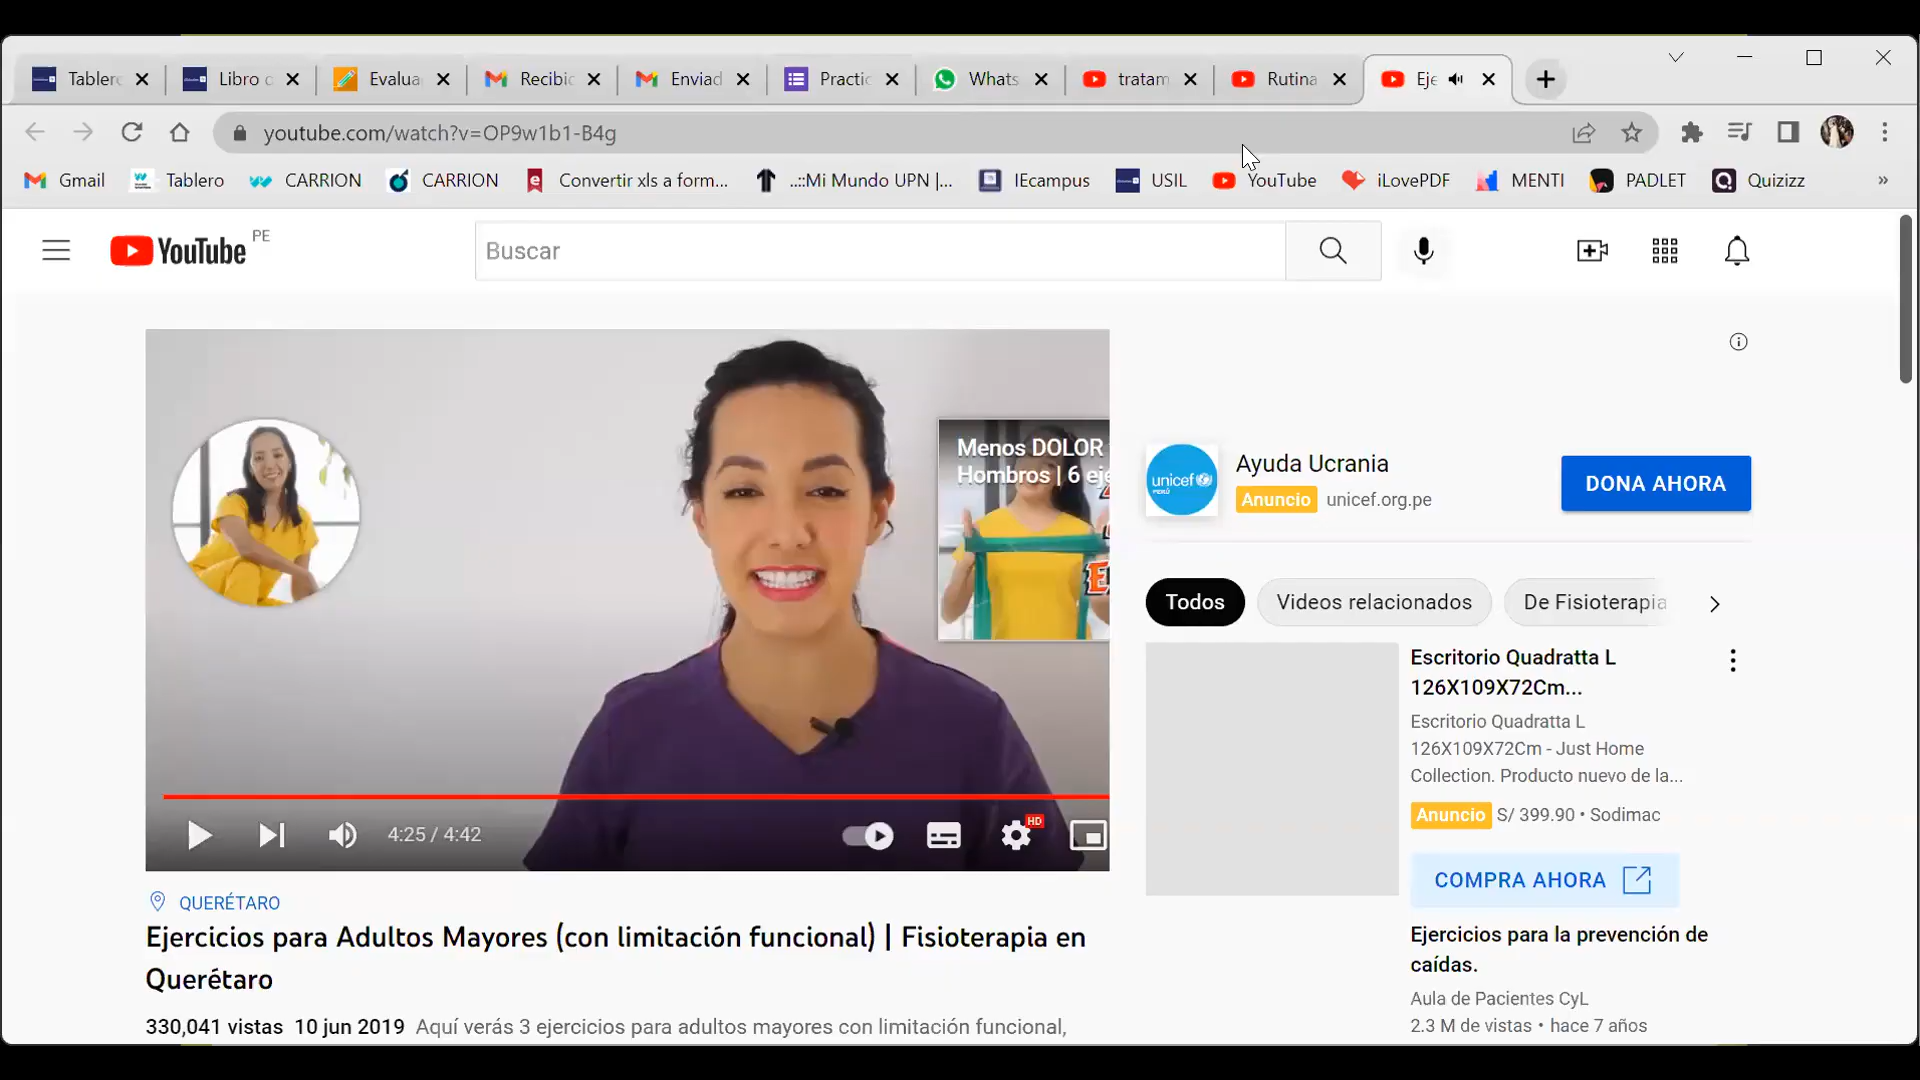 Tablere
Libro c
Evalua
Recibic
Enviad
Practic
Whats
tratam
Rutina
Eje
youtube.com/watch?v=OP9w1b1-B4g
Gmail
Tablero
CARRION
CARRION
Convertir xls a form...
..::Mi Mundo UPN |...
IEcampus
USIL
YouTube
iLovePDF
MENTI
PADLET
Quizizz
»
YouTube PE
Buscar
Menos DOLOR
Hombros | 6 eje
HD
4:25 / 4:42
QUERÉTARO
Ejercicios para Adultos Mayores (con limitación funcional) | Fisioterapia en
Querétaro
330,041 vistas 10 jun 2019 Aquí verás 3 ejercicios para adultos mayores con limitación funcional,
unicef
PERÚ
Ayuda Ucrania
Anuncio unicef.org.pe
DONA AHORA
Todos
Videos relacionados
De Fisioterapia
Escritorio Quadratta L
126X109X72Cm...
Escritorio Quadratta L
126X109X72Cm - Just Home
Collection. Producto nuevo de la...
Anuncio S/ 399.90 • Sodimac
COMPRA AHORA
Ejercicios para la prevención de
caídas.
Aula de Pacientes CyL
2.3 M de vistas • hace 7 años